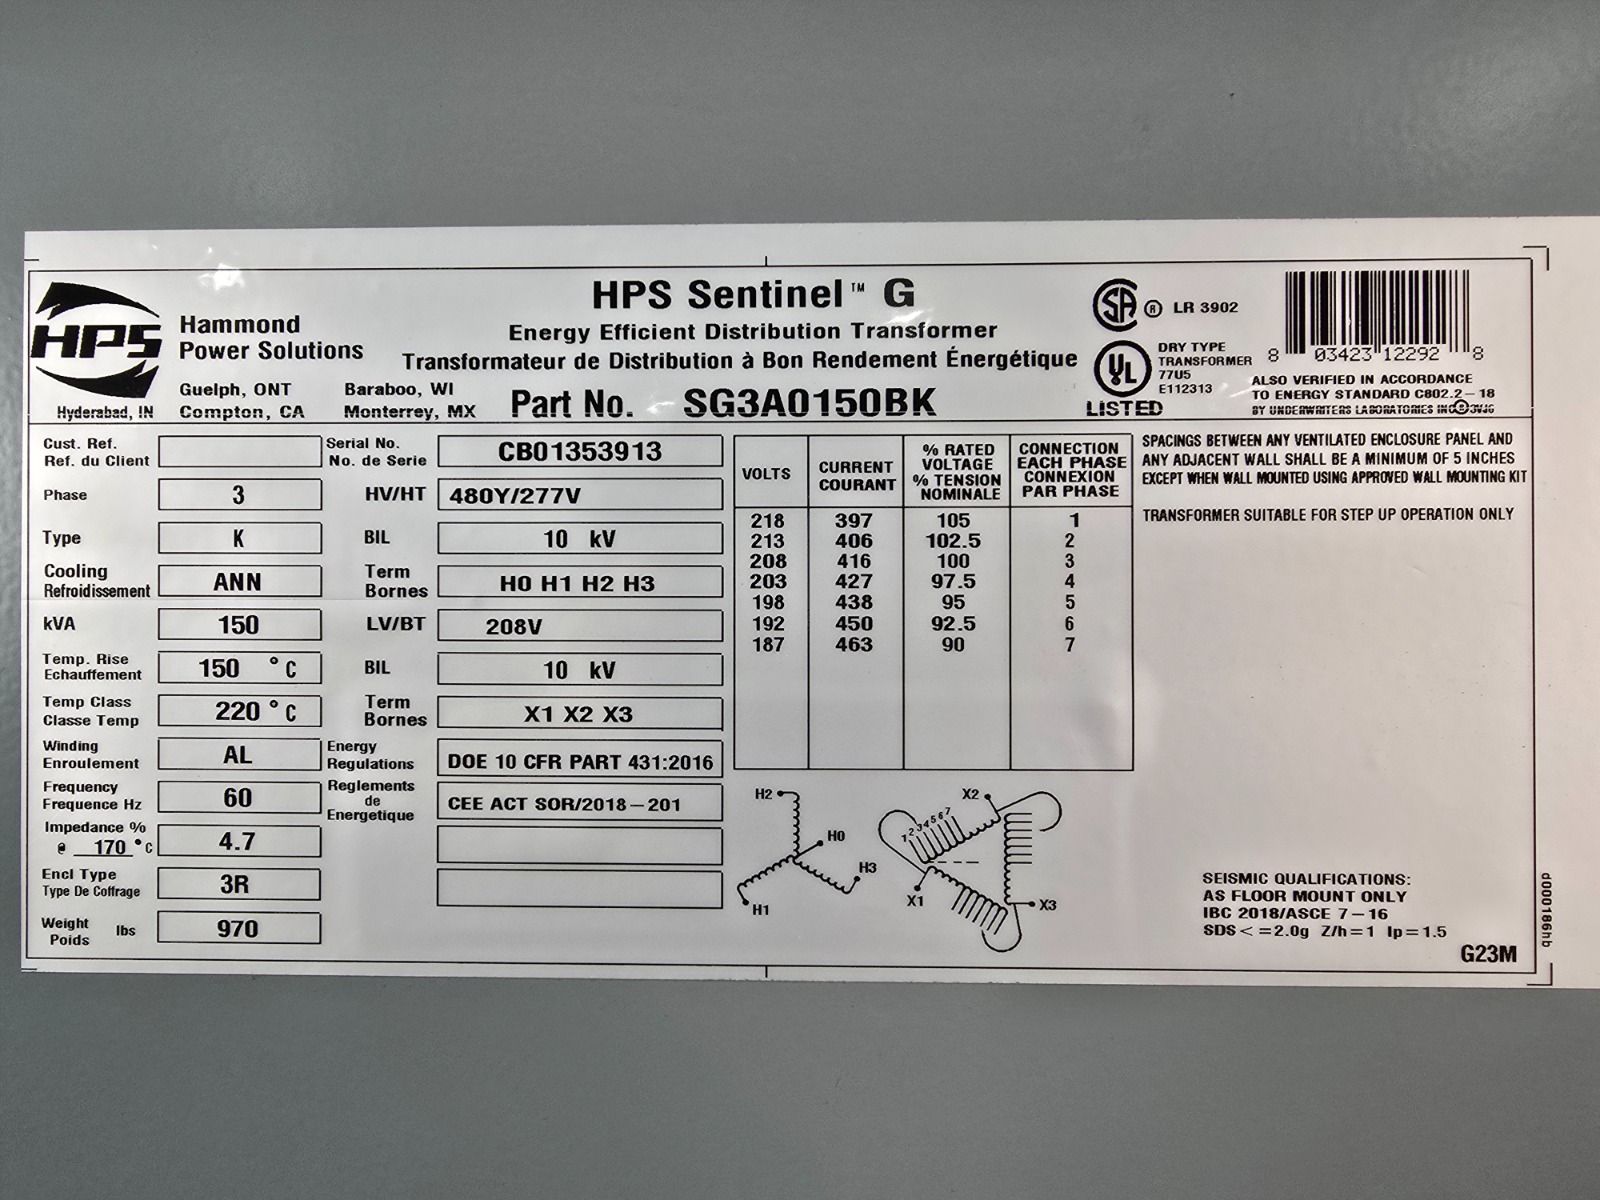 HPS
Hammond
Power Solutions
Guelph, ONT Baraboo, WI
Hyderabad, IN Compton, CA Monterrey, MX
HPS Sentinel™ G
Energy Efficient Distribution Transformer
Transformateur de Distribution à Bon Rendement Énergétique
Part No. SG3A0150BK
SA ® LR 3902
UL LISTED
DRY TYPE
TRANSFORMER
77U5
E112313
8 03423 12292 8
ALSO VERIFIED IN ACCORDANCE
TO ENERGY STANDARD C802.2-18
BY UNDERWRITERS LABORATORIES
Cust. Ref.
Ref. du Client
Serial No.
No. de Serie CB01353913
Phase 3 HV/HT 480Y/277V
Type K BIL 10 kV
Cooling
Refroidissement ANN
Term
Bornes H0 H1 H2 H3
kVA 150 LV/BT 208V
Temp. Rise
Echauffement 150 °C BIL 10 kV
Temp Class
Classe Temp 220 °C
Term
Bornes X1 X2 X3
Winding
Enroulement AL
Energy
Regulations DOE 10 CFR PART 431:2016
Frequency
Frequence Hz 60
Reglements
de
Energetique CEE ACT SOR/2018-201
Impedance %
@ 170 °C 4.7
Encl Type
Type De Coffrage 3R
Weight
Poids lbs 970
VOLTS
CURRENT
COURANT
% RATED
VOLTAGE
% TENSION
NOMINALE
CONNECTION
EACH PHASE
CONNEXION
PAR PHASE
218 397 105 1
213 406 102.5 2
208 416 100 3
203 427 97.5 4
198 438 95 5
192 450 92.5 6
187 463 90 7
H2
H0
H3
H1
X2
1 2 3 4 5 6 7
X1
X3
SPACINGS BETWEEN ANY VENTILATED ENCLOSURE PANEL AND
ANY ADJACENT WALL SHALL BE A MINIMUM OF 5 INCHES
EXCEPT WHEN WALL MOUNTED USING APPROVED WALL MOUNTING KIT
TRANSFORMER SUITABLE FOR STEP UP OPERATION ONLY
SEISMIC QUALIFICATIONS:
AS FLOOR MOUNT ONLY
IBC 2018/ASCE 7-16
SDS<=2.0g Z/h=1 Ip=1.5
G23M
d000186hb